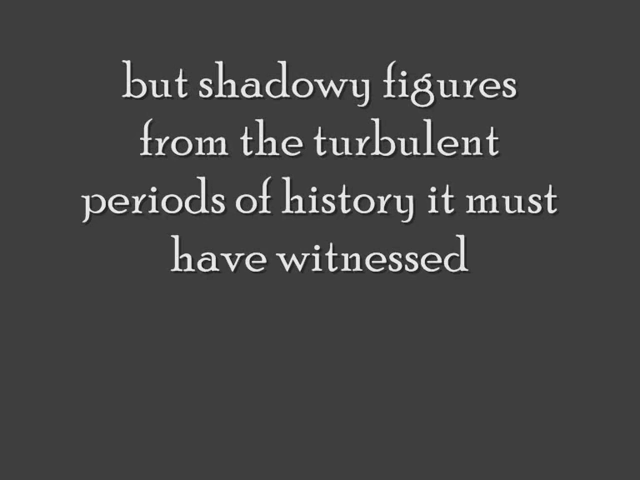 but shadowy figures
from the turbulent
periods of history it must
have witnessed